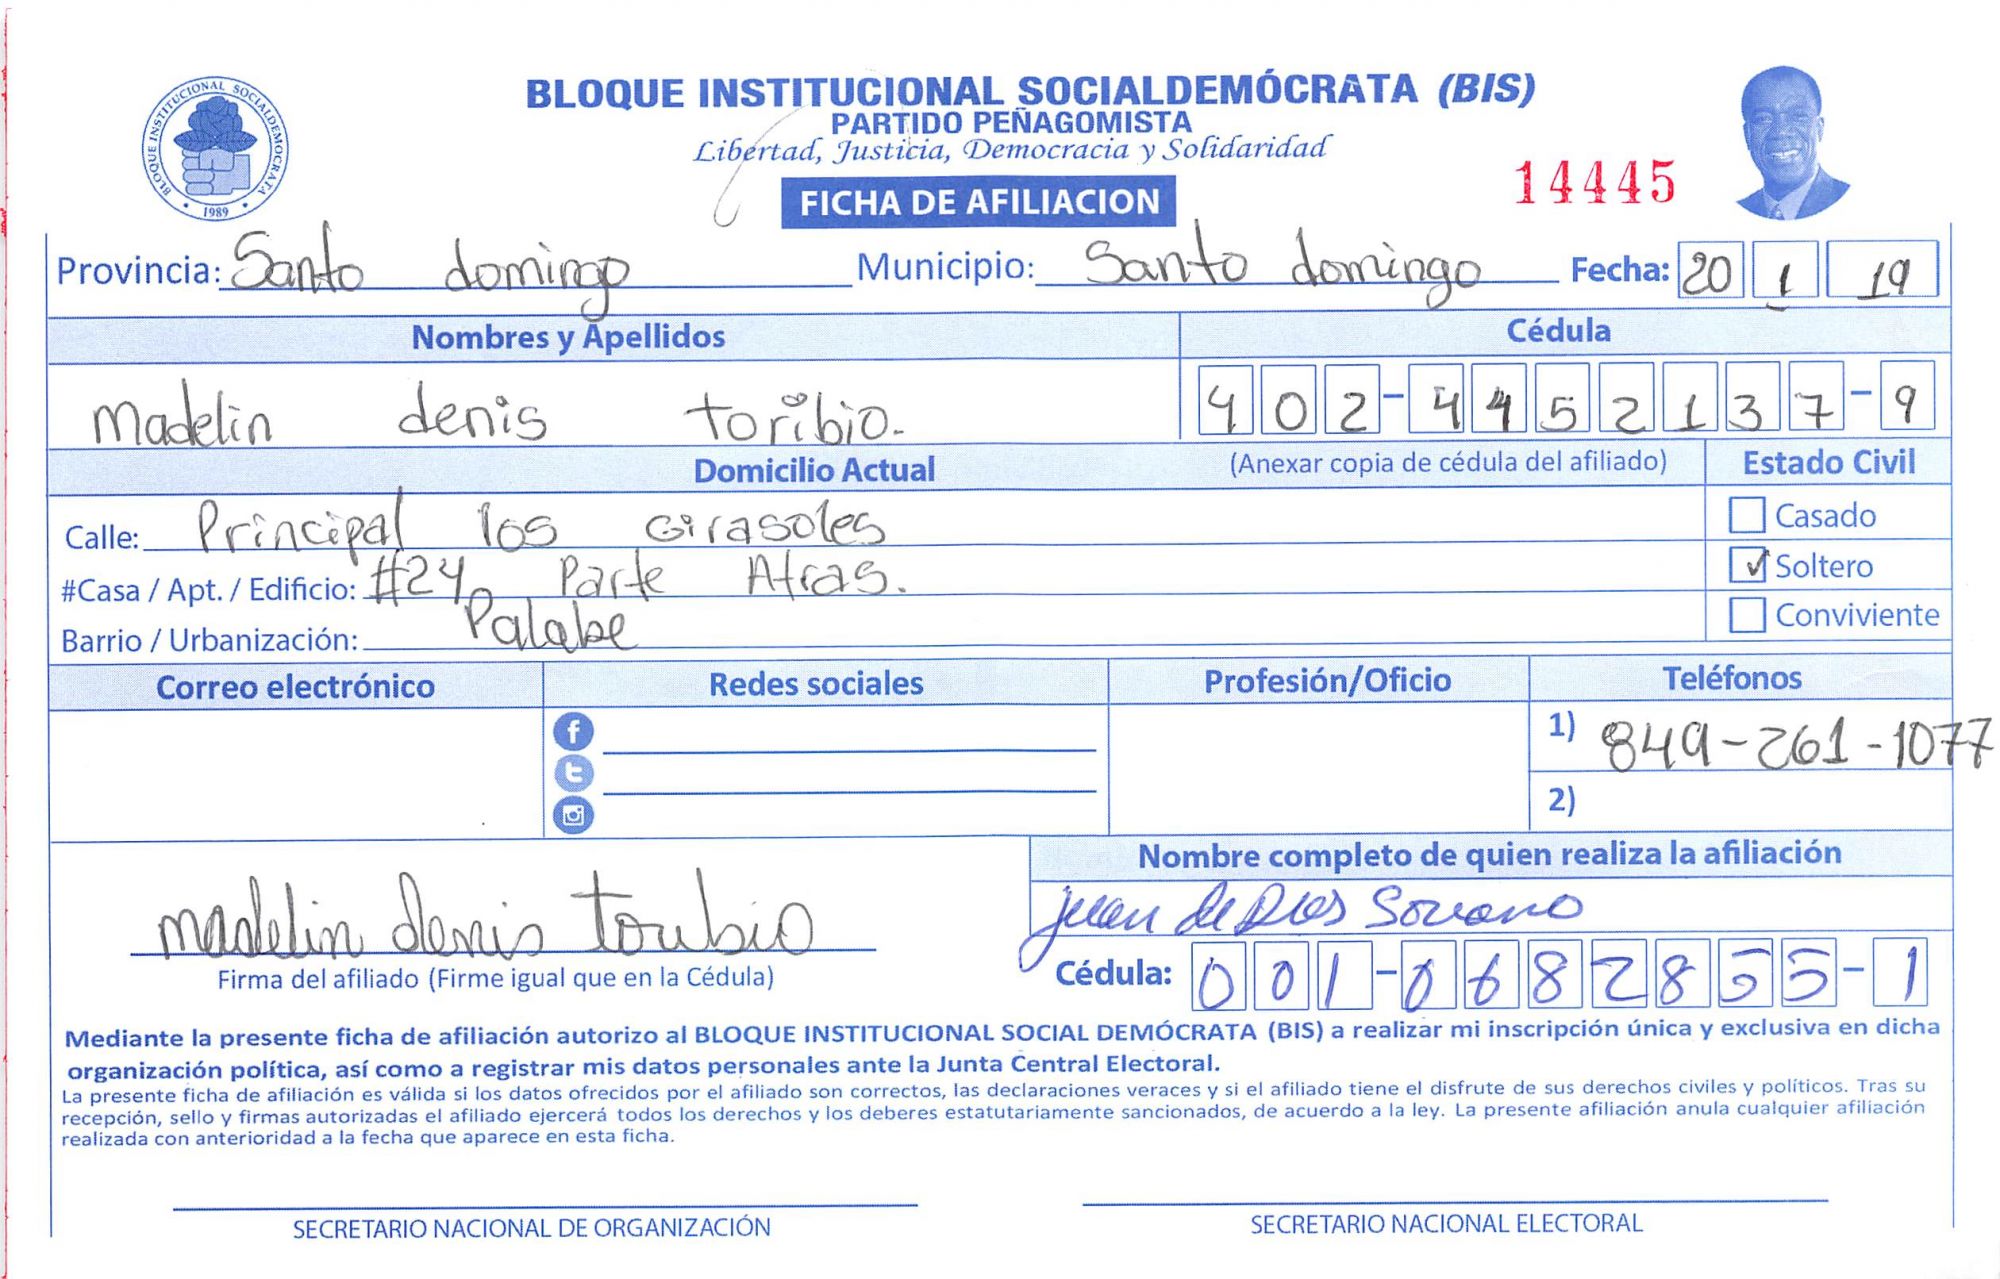 BLOQUE INSTITUCIONAL SOCIALDEMOCRATA
1989
BLOQUE INSTITUCIONAL SOCIALDEMÓCRATA (BIS)
PARTIDO PEÑAGOMISTA
Libertad, Justicia, Democracia y Solidaridad
FICHA DE AFILIACION
14445
Provincia: Santo domingo Municipio: Santo domingo Fecha: 20 1 19
Nombres y Apellidos Cédula
Madelin denis toribio. 402-4452137-9
Domicilio Actual (Anexar copia de cédula del afiliado) Estado Civil
Calle: Principal los Girasoles Casado
#Casa / Apt. / Edificio: #24, Parte Atras. Soltero
Barrio / Urbanización: Palabe Conviviente
Correo electrónico Redes sociales Profesión/Oficio Teléfonos
1) 849-261-1077
2)
Nombre completo de quien realiza la afiliación
madelin denis toribio Juan de Dios Soriano
Firma del afiliado (Firme igual que en la Cédula) Cédula: 001-0682855-1
Mediante la presente ficha de afiliación autorizo al BLOQUE INSTITUCIONAL SOCIAL DEMÓCRATA (BIS) a realizar mi inscripción única y exclusiva en dicha
organización política, así como a registrar mis datos personales ante la Junta Central Electoral.
La presente ficha de afiliación es válida si los datos ofrecidos por el afiliado son correctos, las declaraciones veraces y si el afiliado tiene el disfrute de sus derechos civiles y políticos. Tras su
recepción, sello y firmas autorizadas el afiliado ejercerá todos los derechos y los deberes estatutariamente sancionados, de acuerdo a la ley. La presente afiliación anula cualquier afiliación
realizada con anterioridad a la fecha que aparece en esta ficha.
SECRETARIO NACIONAL DE ORGANIZACIÓN SECRETARIO NACIONAL ELECTORAL